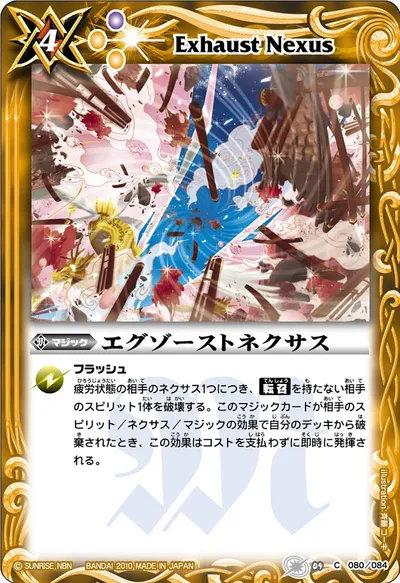 4
Exhaust Nexus
マジック
エグゾーストネクサス
フラッシュ
疲労状態の相手のネクサス1つにつき、転召を持たない相手
のスピリット1体を破壊する。このマジックカードが相手のス
ピリット／ネクサス／マジックの効果で自分のデッキから破
棄されたとき、この効果はコストを支払わずに即時に発揮さ
れる。
©SUNRISE, NBN BANDAI 2010, MADE IN JAPAN
09 C 080/084